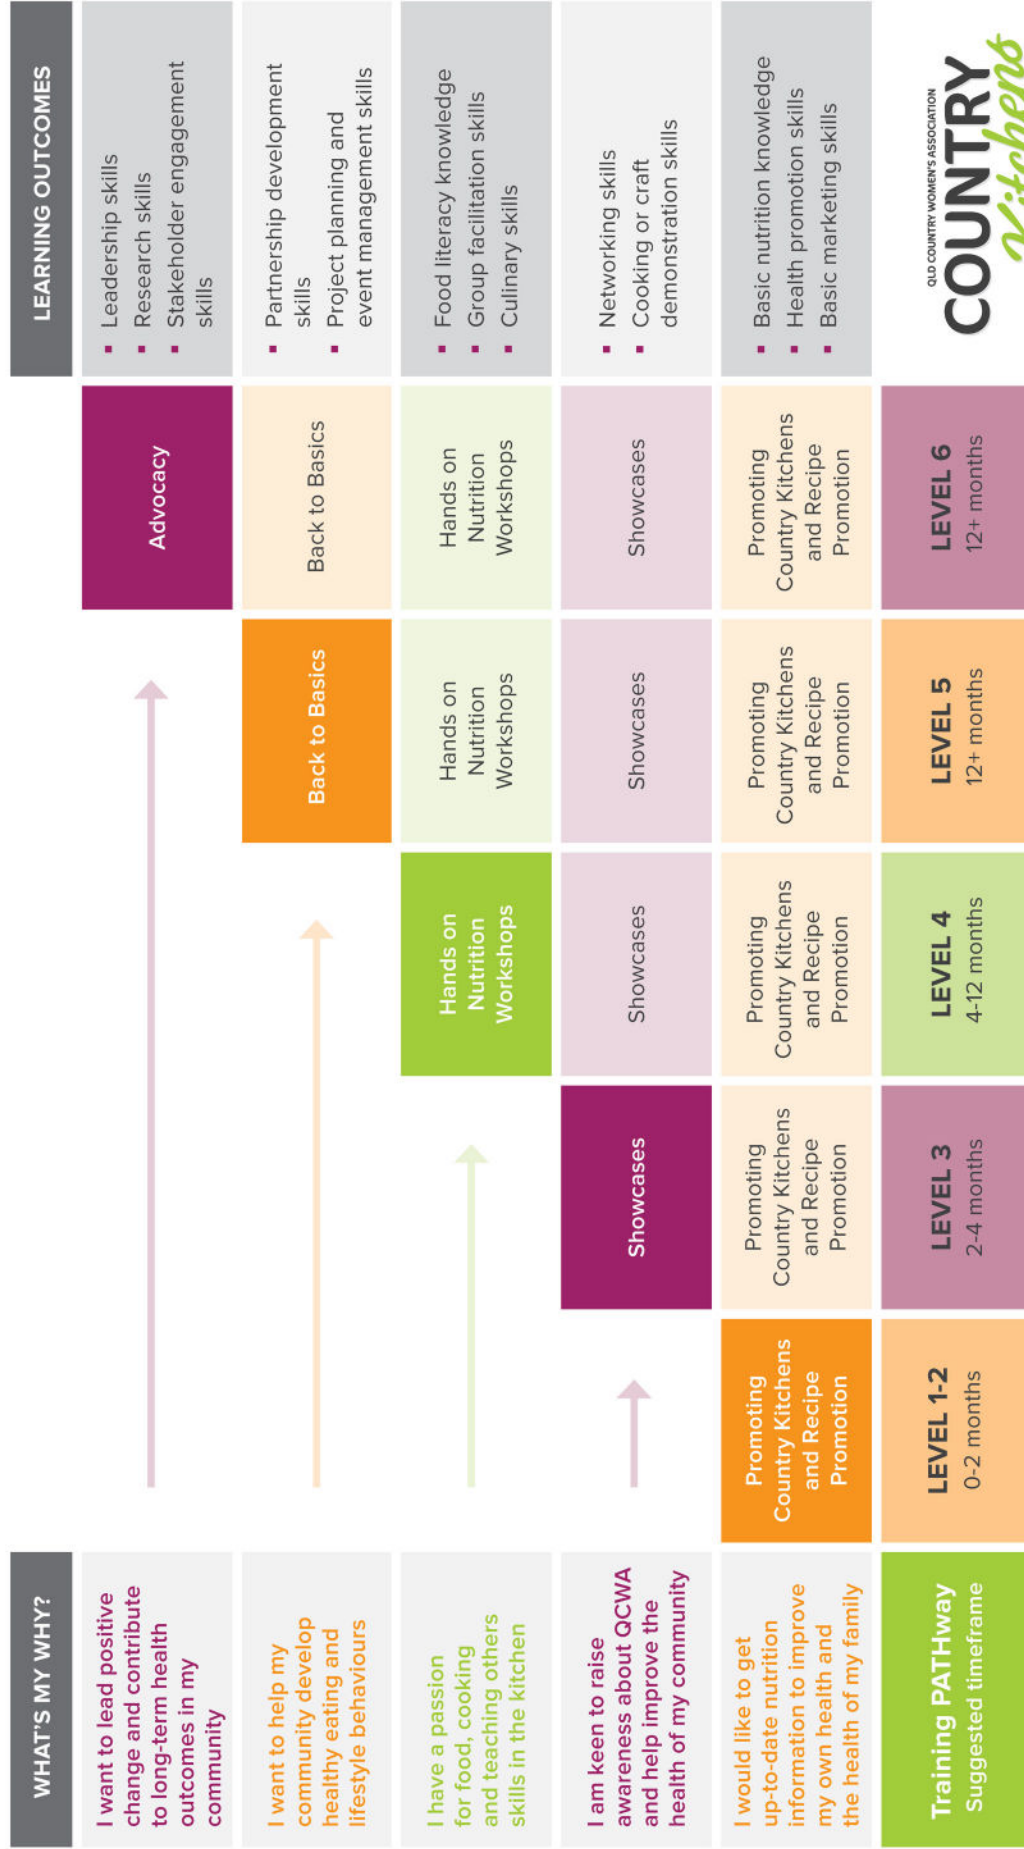 WHAT'S MY WHY?
LEARNING OUTCOMES
I want to lead positive
change and contribute
to long-term health
outcomes in my
community
Advocacy
▪ Leadership skills
▪ Research skills
▪ Stakeholder engagement
skills
I want to help my
community develop
healthy eating and
lifestyle behaviours
Back to Basics
Back to Basics
▪ Partnership development
skills
▪ Project planning and
event management skills
I have a passion
for food, cooking
and teaching others
skills in the kitchen
Hands on
Nutrition
Workshops
Hands on
Nutrition
Workshops
Hands on
Nutrition
Workshops
▪ Food literacy knowledge
▪ Group facilitation skills
▪ Culinary skills
I am keen to raise
awareness about QCWA
and help improve the
health of my community
Showcases
Showcases
Showcases
Showcases
▪ Networking skills
▪ Cooking or craft
demonstration skills
I would like to get
up-to-date nutrition
information to improve
my own health and
the health of my family
Promoting
Country Kitchens
and Recipe
Promotion
Promoting
Country Kitchens
and Recipe
Promotion
Promoting
Country Kitchens
and Recipe
Promotion
Promoting
Country Kitchens
and Recipe
Promotion
Promoting
Country Kitchens
and Recipe
Promotion
▪ Basic nutrition knowledge
▪ Health promotion skills
▪ Basic marketing skills
Training PATHway
Suggested timeframe
LEVEL 1-2
0-2 months
LEVEL 3
2-4 months
LEVEL 4
4-12 months
LEVEL 5
12+ months
LEVEL 6
12+ months
QLD COUNTRY WOMEN'S ASSOCIATION
COUNTRY
Kitchens